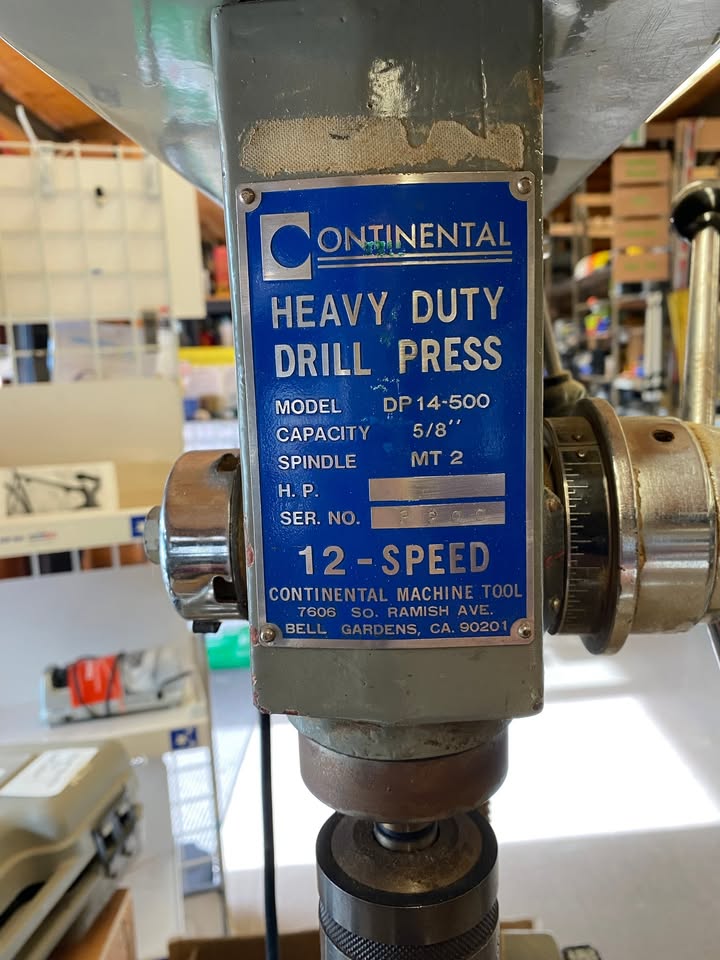 CONTINENTAL
HEAVY DUTY
DRILL PRESS
MODEL DP14-500
CAPACITY 5/8"
SPINDLE MT 2
H. P.
SER. NO.
12-SPEED
CONTINENTAL MACHINE TOOL
7606 SO. RAMISH AVE.
BELL GARDENS, CA. 90201